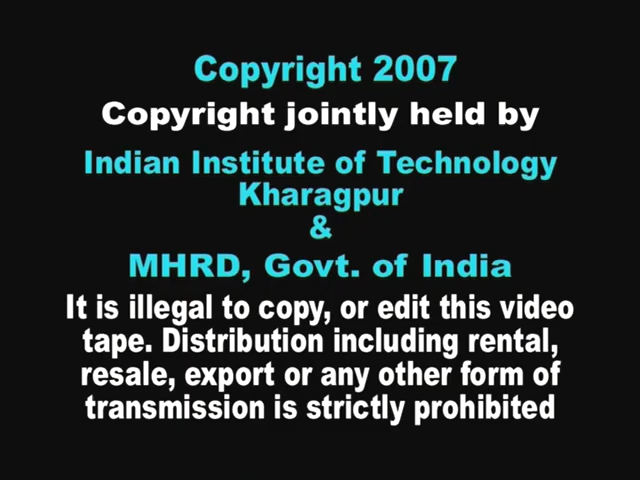 Copyright 2007
Copyright jointly held by
Indian Institute of Technology
Kharagpur
&
MHRD, Govt. of India
It is illegal to copy, or edit this video
tape. Distribution including rental,
resale, export or any other form of
transmission is strictly prohibited